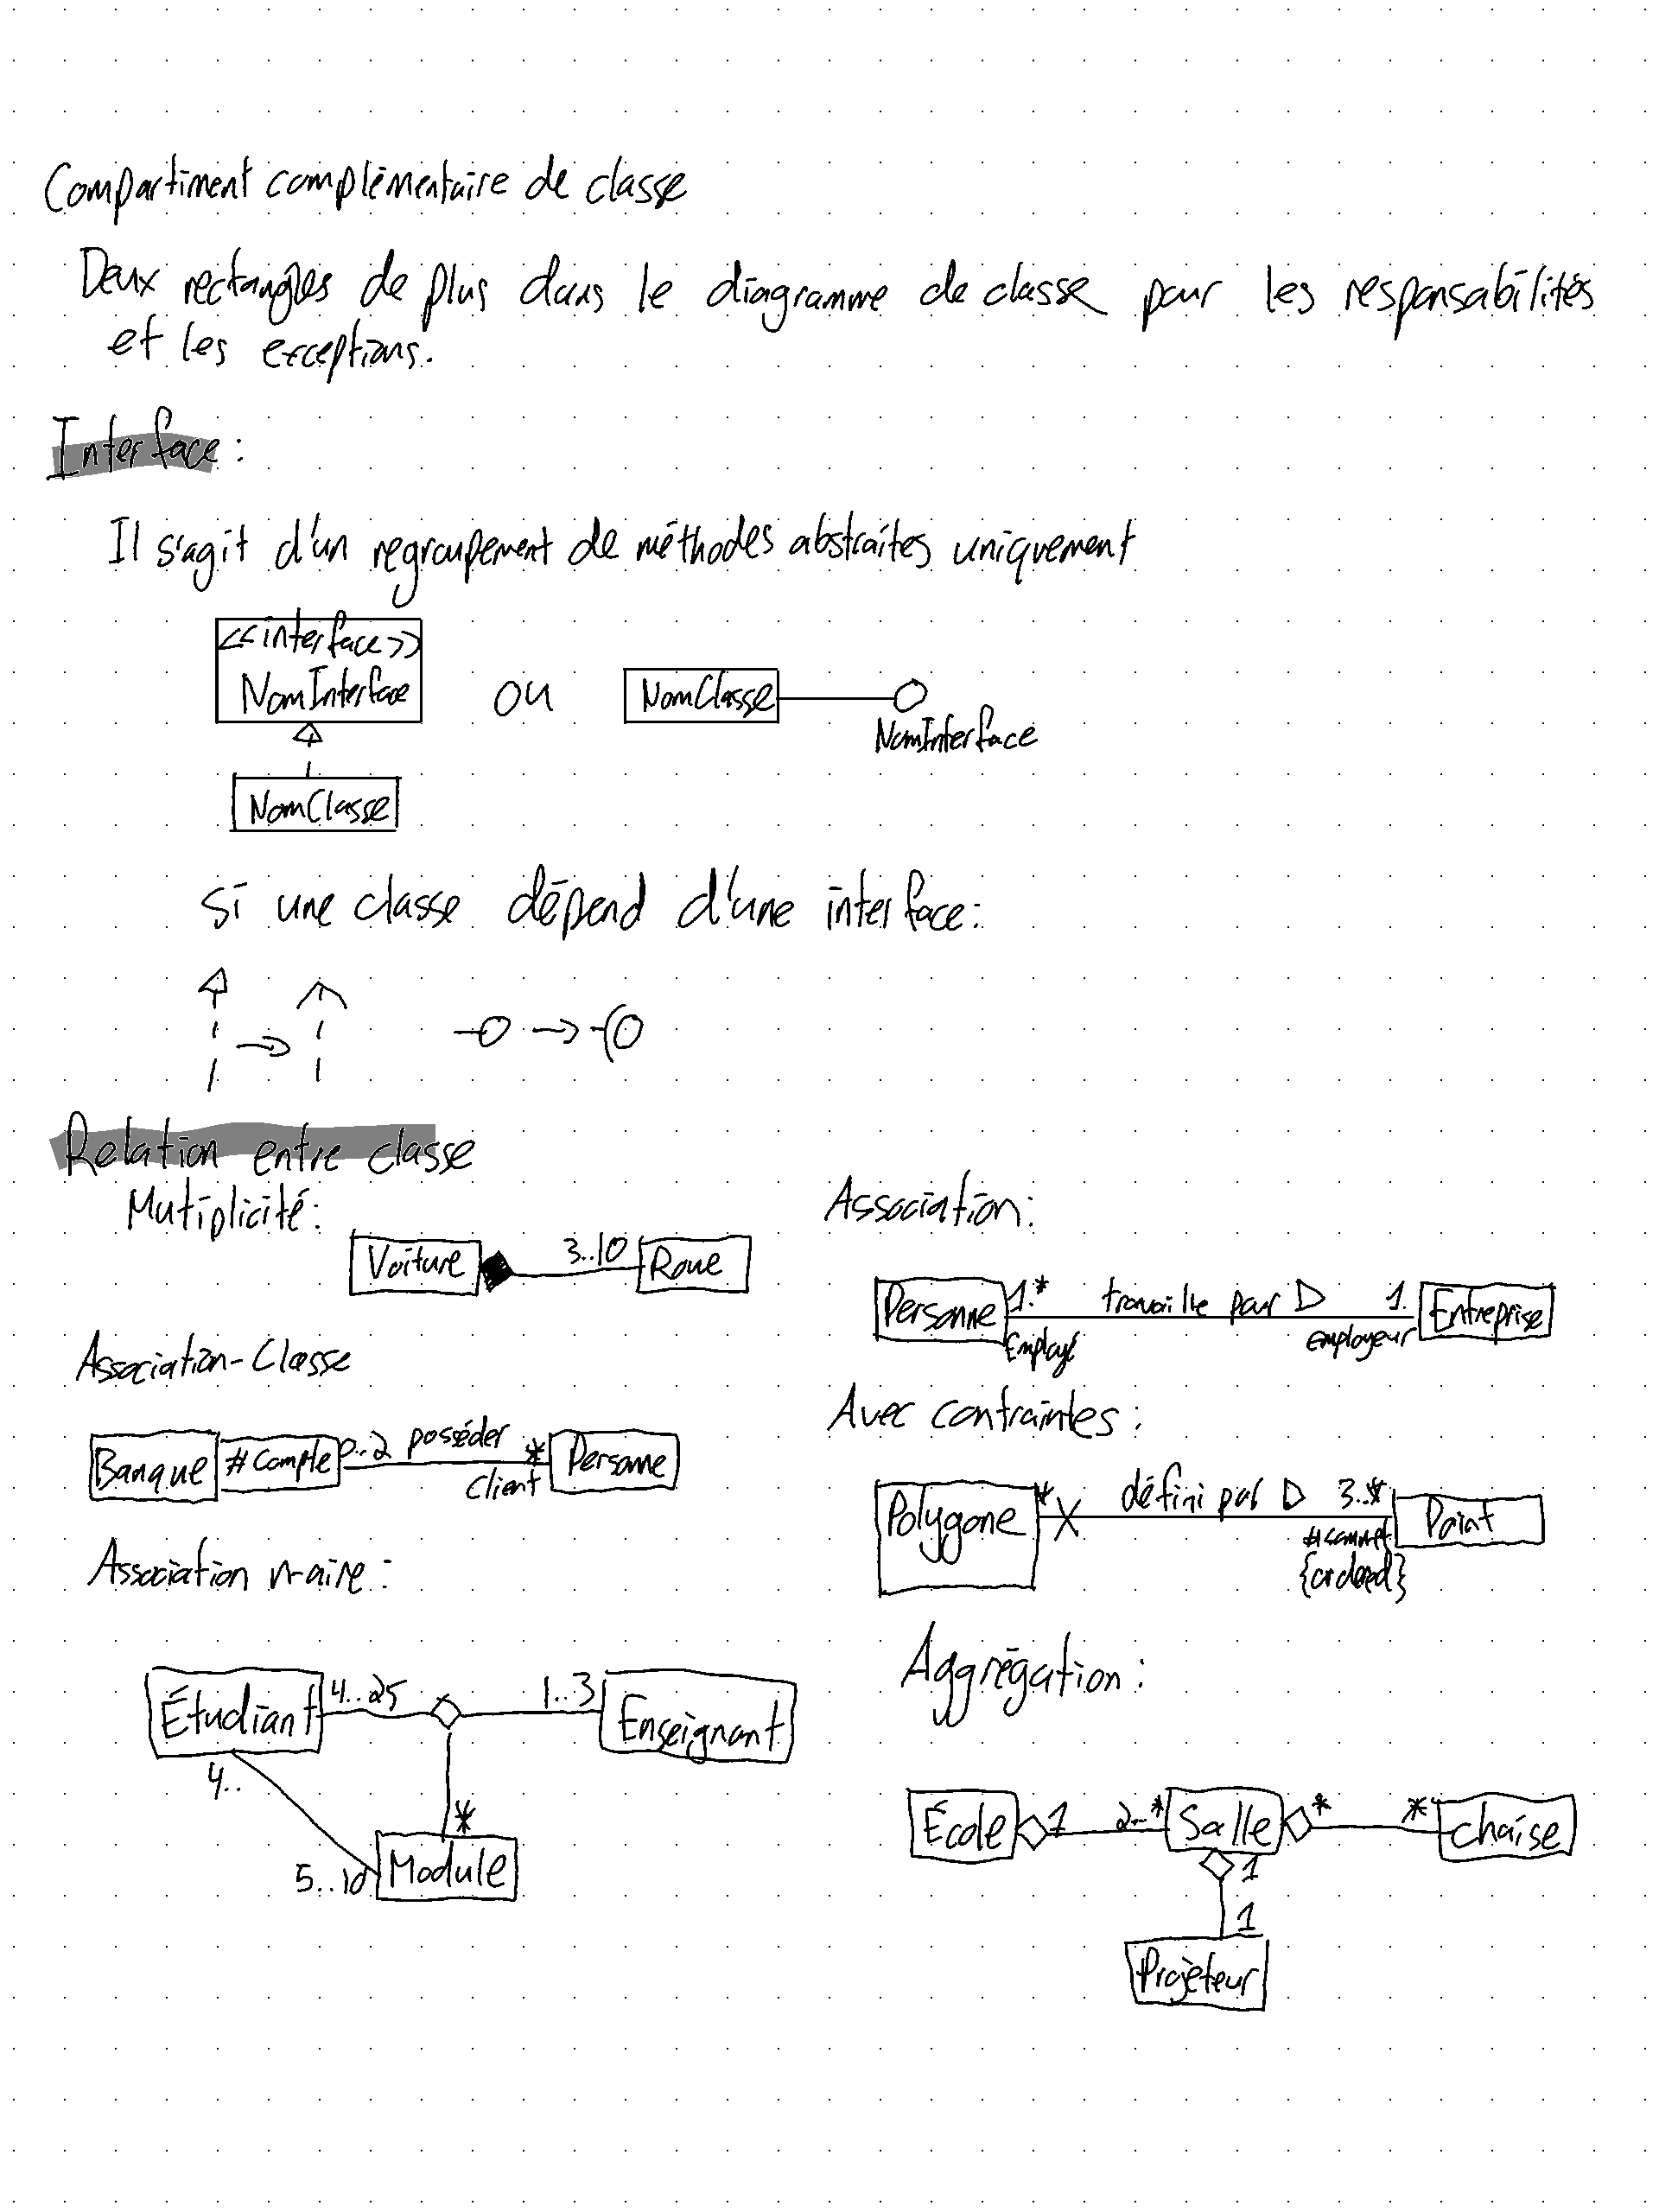 Compartiment complémentaire de classe
Deux rectangles de plus dans le diagramme de classe pour les responsabilités
et les exceptions.
Interface :
Il s'agit d'un regroupement de méthodes abstraites uniquement
<<interface>>
NomInterface
ou
NomClasse
NomInterface
NomClasse
si une classe dépend d'une interface:
Relation entre classe
Mutiplicité:
Voiture 3..10 Roue
Association-Classe
Banque #Compte 0..2 posséder * Personne
Client
Association n-aire :
Étudiant 4..25 1..3 Enseignant
4..
*
5..10 Module
Association:
Personne 1.* travaille par 1. Entreprise
Employé employeur
Avec contraintes :
Polygone * défini par 3..* Point
#sommet
{ordered}
Aggrégation :
École 1 2..* Salle * * chaise
1
1
Projéteur